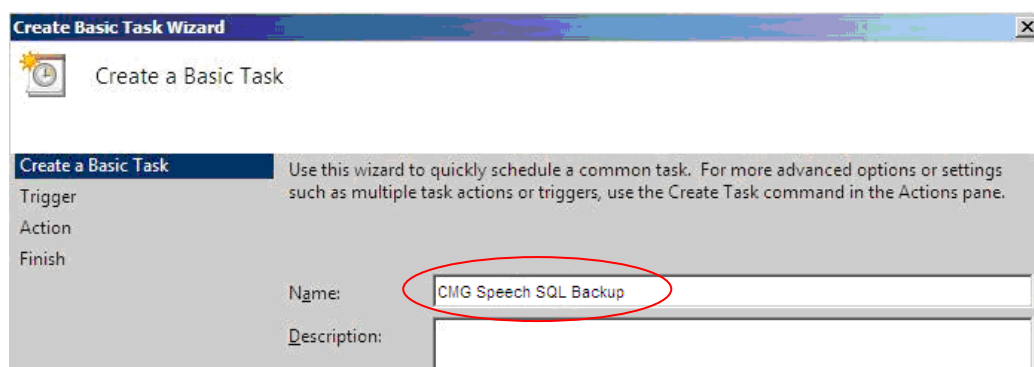 Create Basic Task Wizard
Create a Basic Task
Create a Basic Task
Trigger
Action
Finish
Use this wizard to quickly schedule a common task. For more advanced options or settings
such as multiple task actions or triggers, use the Create Task command in the Actions pane.
Name: CMG Speech SQL Backup
Description: